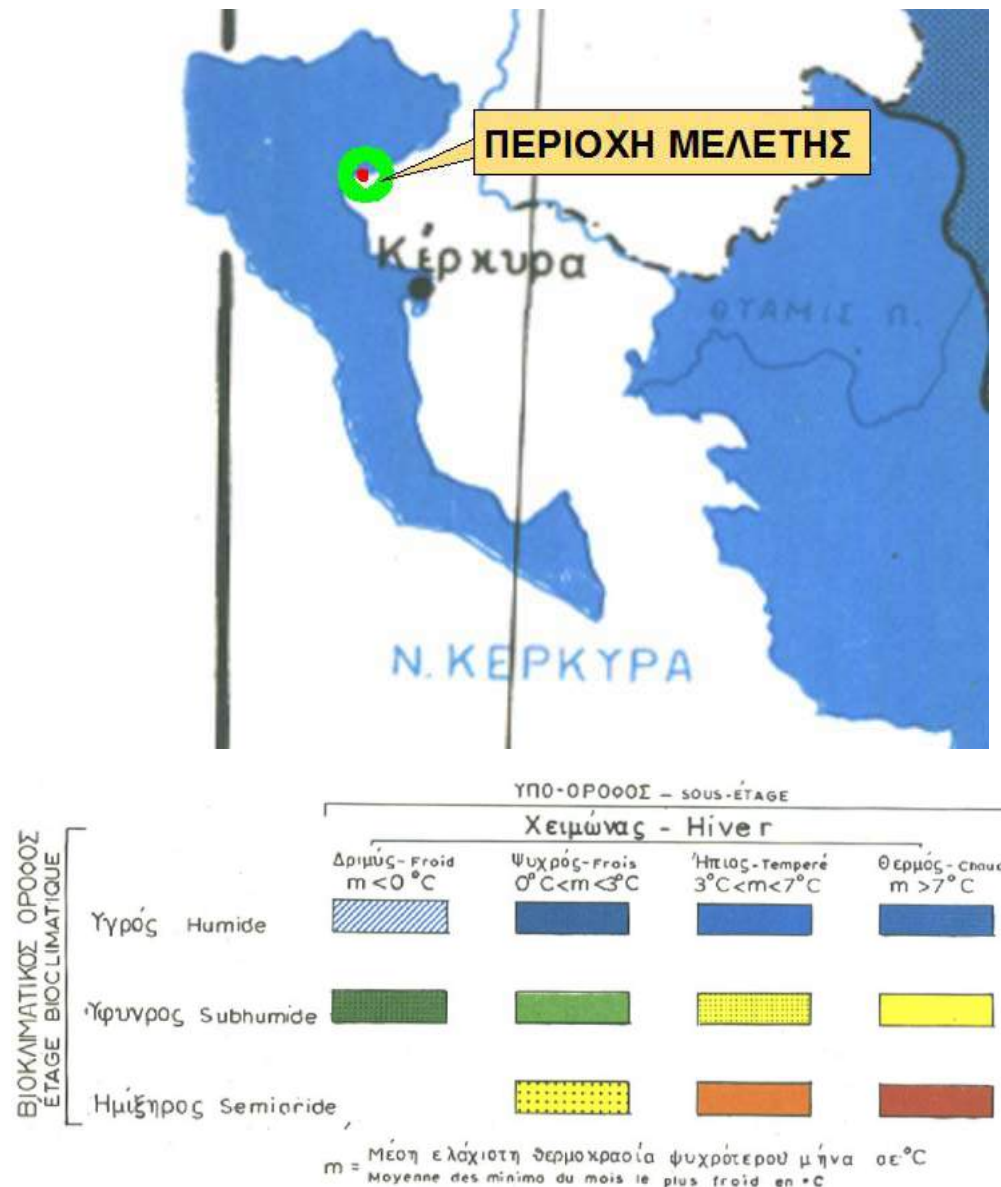 ΠΕΡΙΟΧΗ ΜΕΛΕΤΗΣ
Κέρκυρα
ΘΥΑΜΙΣ Π.
Ν. ΚΕΡΚΥΡΑ
ΥΠΟ-ΟΡΟΦΟΣ – SOUS-ÉTAGE
Χειμώνας - Hiver
Δριμύς - Froid
m < 0 °C
Ψυχρός - Frais
0°C < m < 3°C
Ήπιος - Temperé
3°C < m < 7°C
Θερμός - Chaud
m > 7°C
ΒΙΟΚΛΙΜΑΤΙΚΟΣ ΟΡΟΦΟΣ
ÉTAGE BIOCLIMATIQUE
Ύγρός Humide
Ύφυγρος Subhumide
Ημίξηρος Semiaride
m = Μέση ελάχιστη θερμοκρασία ψυχρότερου μήνα σε °C
Moyenne des minima du mois le plus froid en °C